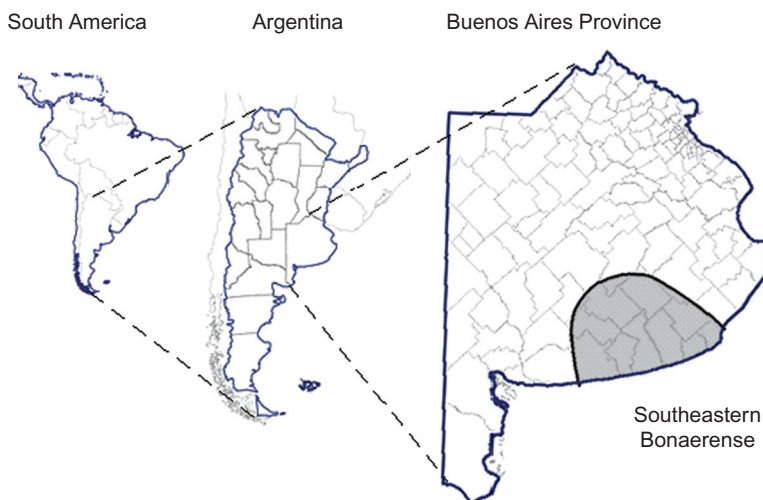 South America
Argentina
Buenos Aires Province
Southeastern
Bonaerense